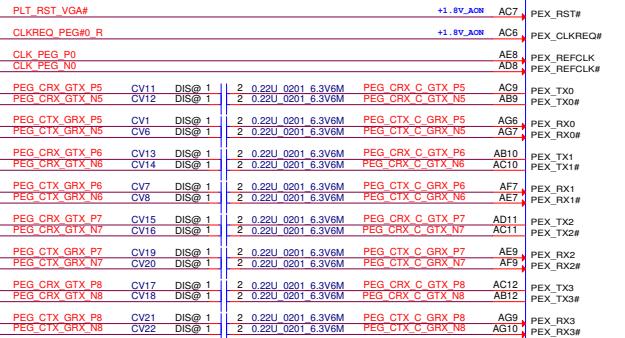 PLT_RST_VGA# +1.8V_AON AC7 PEX_RST#
CLKREQ_PEG#0_R +1.8V_AON AC6 PEX_CLKREQ#
CLK_PEG_P0 AE8 PEX_REFCLK
CLK_PEG_N0 AD8 PEX_REFCLK#
PEG_CRX_GTX_P5 CV11 DIS@ 1 2 0.22U_0201_6.3V6M PEG_CRX_C_GTX_P5 AC9 PEX_TX0
PEG_CRX_GTX_N5 CV12 DIS@ 1 2 0.22U_0201_6.3V6M PEG_CRX_C_GTX_N5 AB9 PEX_TX0#
PEG_CTX_GRX_P5 CV1 DIS@ 1 2 0.22U_0201_6.3V6M PEG_CTX_C_GRX_P5 AG6 PEX_RX0
PEG_CTX_GRX_N5 CV6 DIS@ 1 2 0.22U_0201_6.3V6M PEG_CTX_C_GRX_N5 AG7 PEX_RX0#
PEG_CRX_GTX_P6 CV13 DIS@ 1 2 0.22U_0201_6.3V6M PEG_CRX_C_GTX_P6 AB10 PEX_TX1
PEG_CRX_GTX_N6 CV14 DIS@ 1 2 0.22U_0201_6.3V6M PEG_CRX_C_GTX_N6 AC10 PEX_TX1#
PEG_CTX_GRX_P6 CV7 DIS@ 1 2 0.22U_0201_6.3V6M PEG_CTX_C_GRX_P6 AF7 PEX_RX1
PEG_CTX_GRX_N6 CV8 DIS@ 1 2 0.22U_0201_6.3V6M PEG_CTX_C_GRX_N6 AE7 PEX_RX1#
PEG_CRX_GTX_P7 CV15 DIS@ 1 2 0.22U_0201_6.3V6M PEG_CRX_C_GTX_P7 AD11 PEX_TX2
PEG_CRX_GTX_N7 CV16 DIS@ 1 2 0.22U_0201_6.3V6M PEG_CRX_C_GTX_N7 AC11 PEX_TX2#
PEG_CTX_GRX_P7 CV19 DIS@ 1 2 0.22U_0201_6.3V6M PEG_CTX_C_GRX_P7 AE9 PEX_RX2
PEG_CTX_GRX_N7 CV20 DIS@ 1 2 0.22U_0201_6.3V6M PEG_CTX_C_GRX_N7 AF9 PEX_RX2#
PEG_CRX_GTX_P8 CV17 DIS@ 1 2 0.22U_0201_6.3V6M PEG_CRX_C_GTX_P8 AC12 PEX_TX3
PEG_CRX_GTX_N8 CV18 DIS@ 1 2 0.22U_0201_6.3V6M PEG_CRX_C_GTX_N8 AB12 PEX_TX3#
PEG_CTX_GRX_P8 CV21 DIS@ 1 2 0.22U_0201_6.3V6M PEG_CTX_C_GRX_P8 AG9 PEX_RX3
PEG_CTX_GRX_N8 CV22 DIS@ 1 2 0.22U_0201_6.3V6M PEG_CTX_C_GRX_N8 AG10 PEX_RX3#